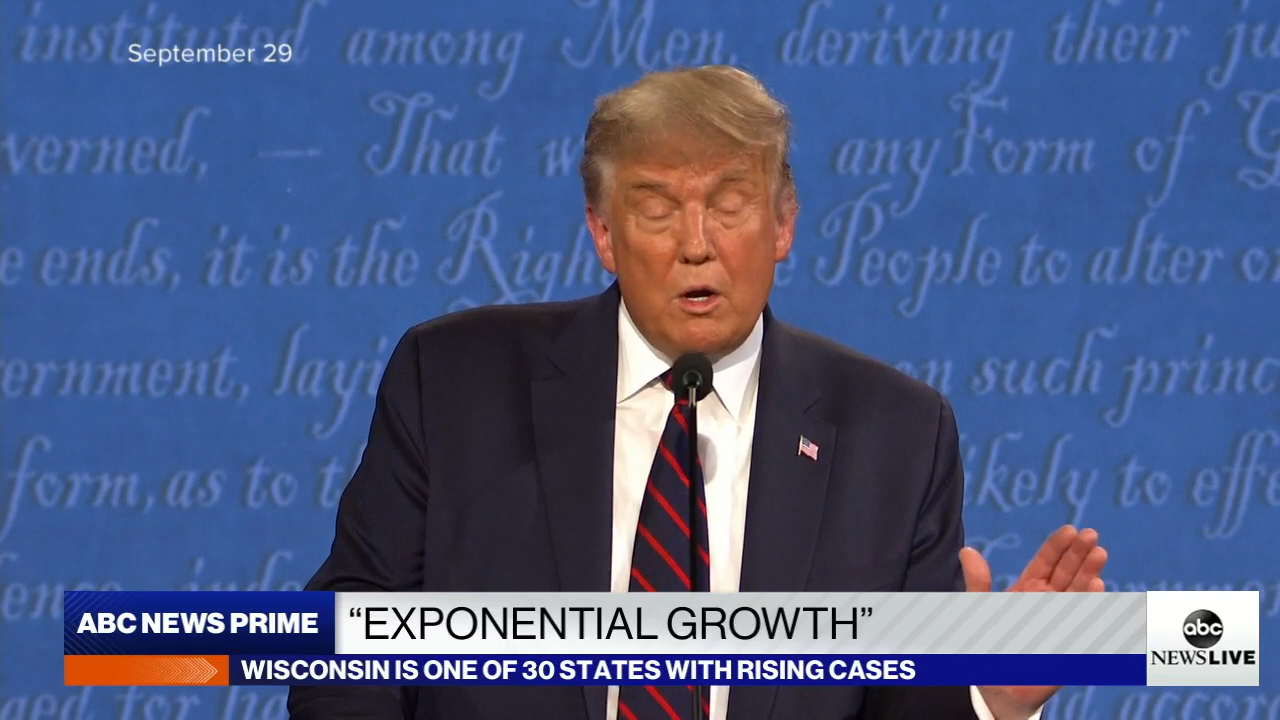 instituted among Men, deriving their ju
September 29
verned, — That w any Form of G
e ends, it is the Righ e People to alter or
ernment, layi on such princ
form, as to t ikely to effe
ABC NEWS PRIME
“EXPONENTIAL GROWTH”
WISCONSIN IS ONE OF 30 STATES WITH RISING CASES
abc
NEWS LIVE